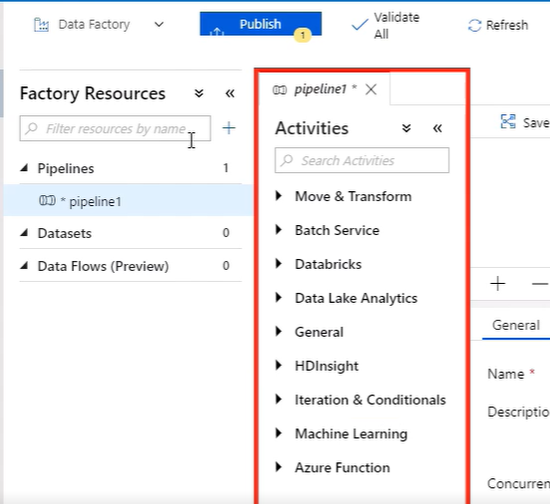 Data Factory
Publish
1
Validate All
Refresh
Factory Resources
Filter resources by name
Pipelines 1
* pipeline1
Datasets 0
Data Flows (Preview) 0
pipeline1 *
Activities
Search Activities
Move & Transform
Batch Service
Databricks
Data Lake Analytics
General
HDInsight
Iteration & Conditionals
Machine Learning
Azure Function
Save
General
Name *
Descriptio
Concurren